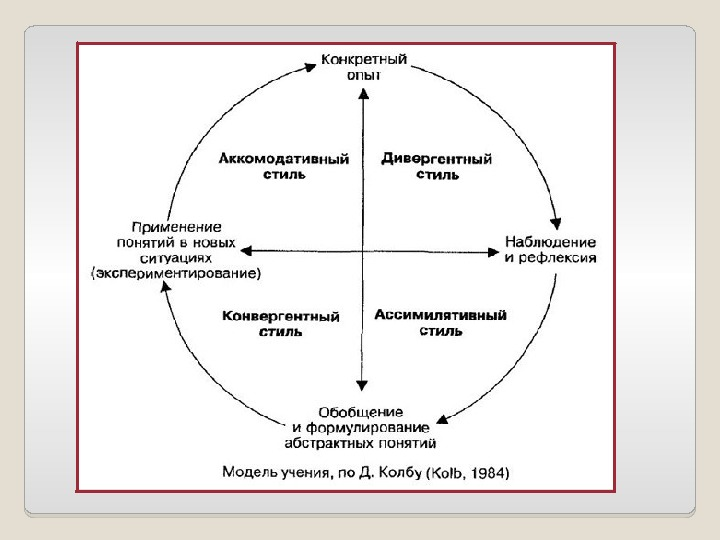 Конкретный
опыт
Аккомодативный
стиль
Дивергентный
стиль
Применение
понятий в новых
ситуациях
(экспериментирование)
Наблюдение
и рефлексия
Конвергентный
стиль
Ассимилятивный
стиль
Обобщение
и формулирование
абстрактных понятий
Модель учения, по Д. Колбу (Kolb, 1984)